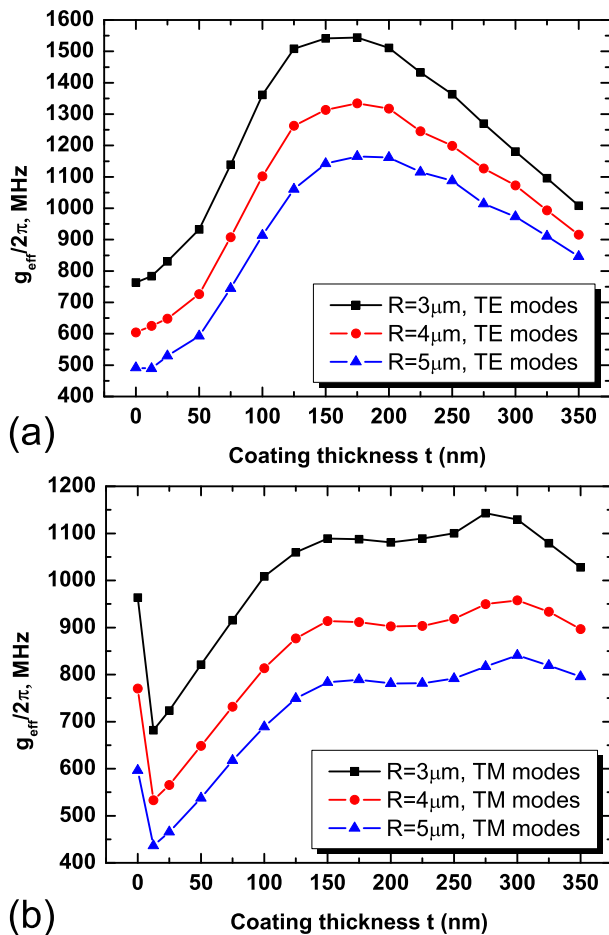 1600
1500
1400
1300
1200
1100
1000
900
800
700
600
500
400
g_eff/2π, MHz
R=3μm, TE modes
R=4μm, TE modes
R=5μm, TE modes
0 50 100 150 200 250 300 350
(a)
Coating thickness t (nm)
1200
1100
1000
900
800
700
600
500
400
g_eff/2π, MHz
R=3μm, TM modes
R=4μm, TM modes
R=5μm, TM modes
0 50 100 150 200 250 300 350
(b)
Coating thickness t (nm)